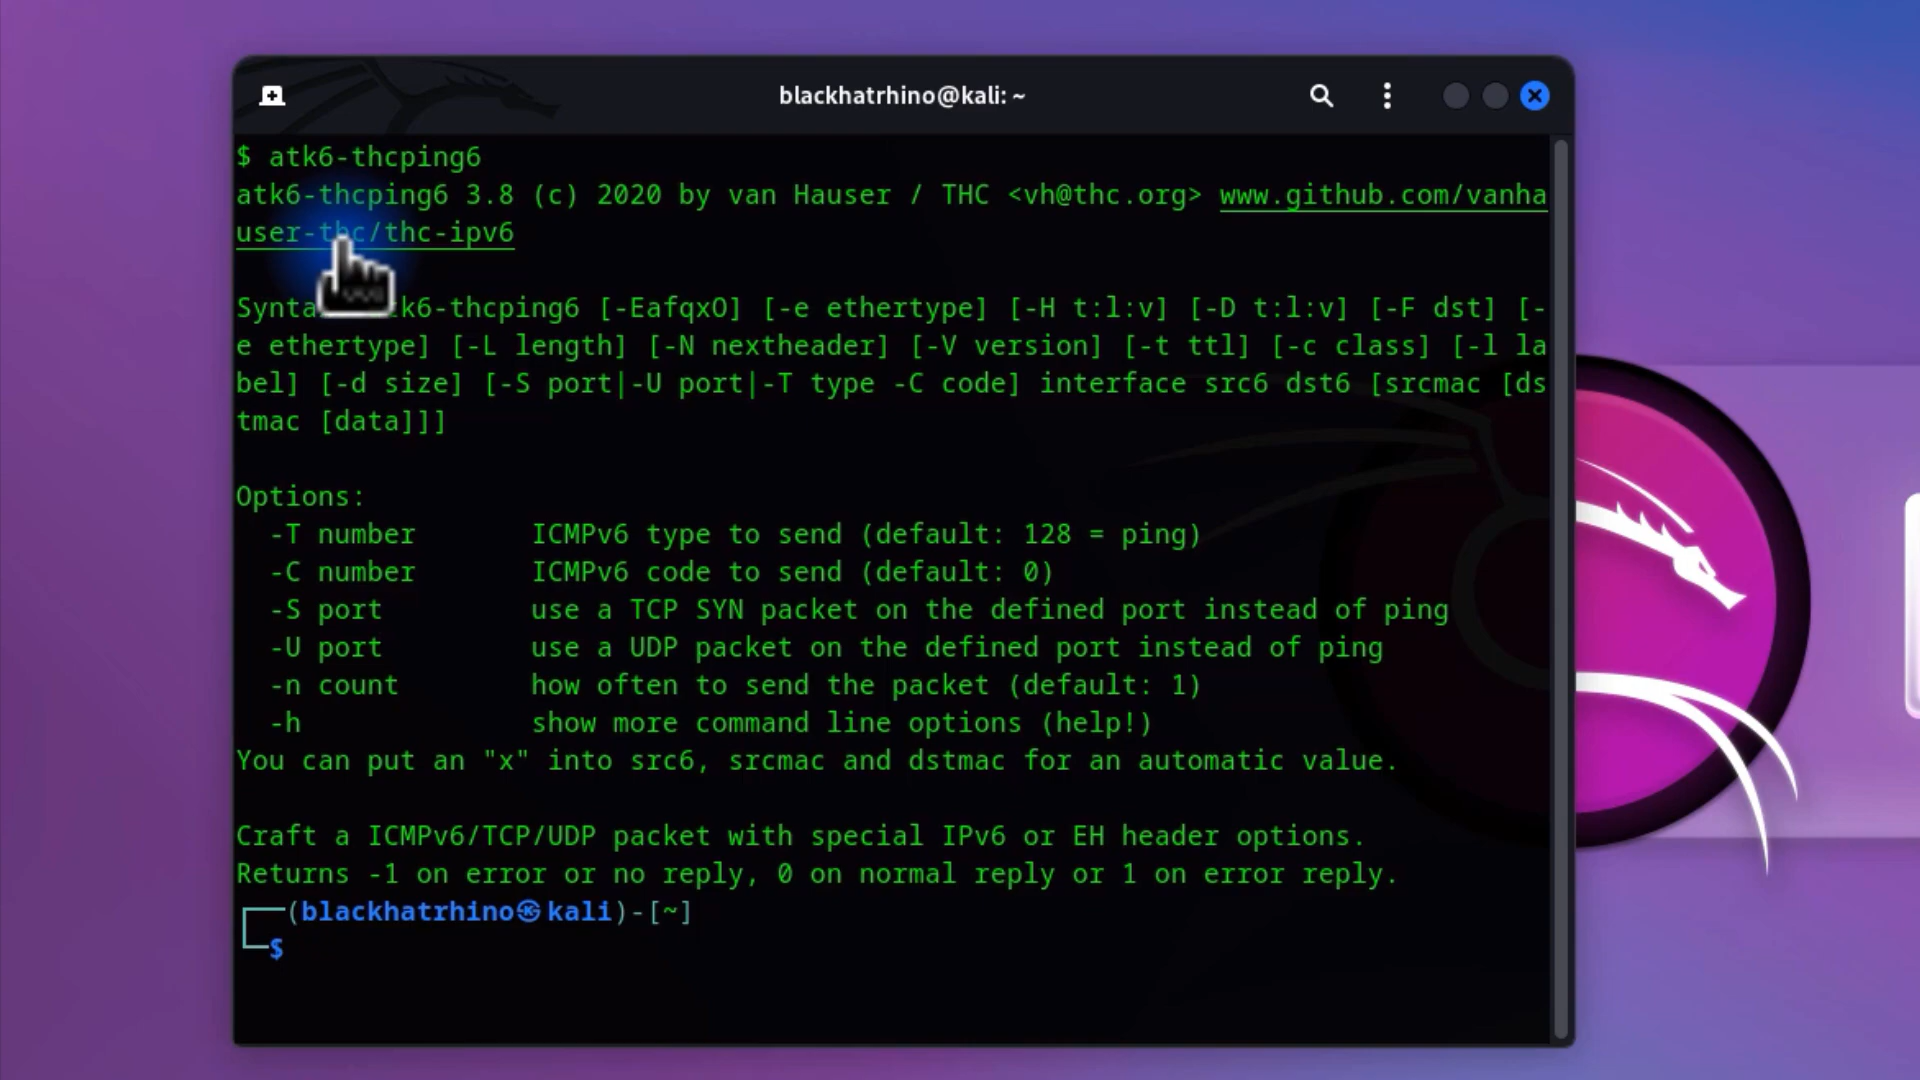 blackhatrhino@kali: ~
$ atk6-thcping6
atk6-thcping6 3.8 (c) 2020 by van Hauser / THC <vh@thc.org> www.github.com/vanha
user-thc/thc-ipv6
Synta k6-thcping6 [-EafqxO] [-e ethertype] [-H t:l:v] [-D t:l:v] [-F dst] [-
e ethertype] [-L length] [-N nextheader] [-V version] [-t ttl] [-c class] [-l la
bel] [-d size] [-S port|-U port|-T type -C code] interface src6 dst6 [srcmac [ds
tmac [data]]]
Options:
-T number ICMPv6 type to send (default: 128 = ping)
-C number ICMPv6 code to send (default: 0)
-S port use a TCP SYN packet on the defined port instead of ping
-U port use a UDP packet on the defined port instead of ping
-n count how often to send the packet (default: 1)
-h show more command line options (help!)
You can put an "x" into src6, srcmac and dstmac for an automatic value.
Craft a ICMPv6/TCP/UDP packet with special IPv6 or EH header options.
Returns -1 on error or no reply, 0 on normal reply or 1 on error reply.
┌──(blackhatrhino㉿kali)-[~]
└─$